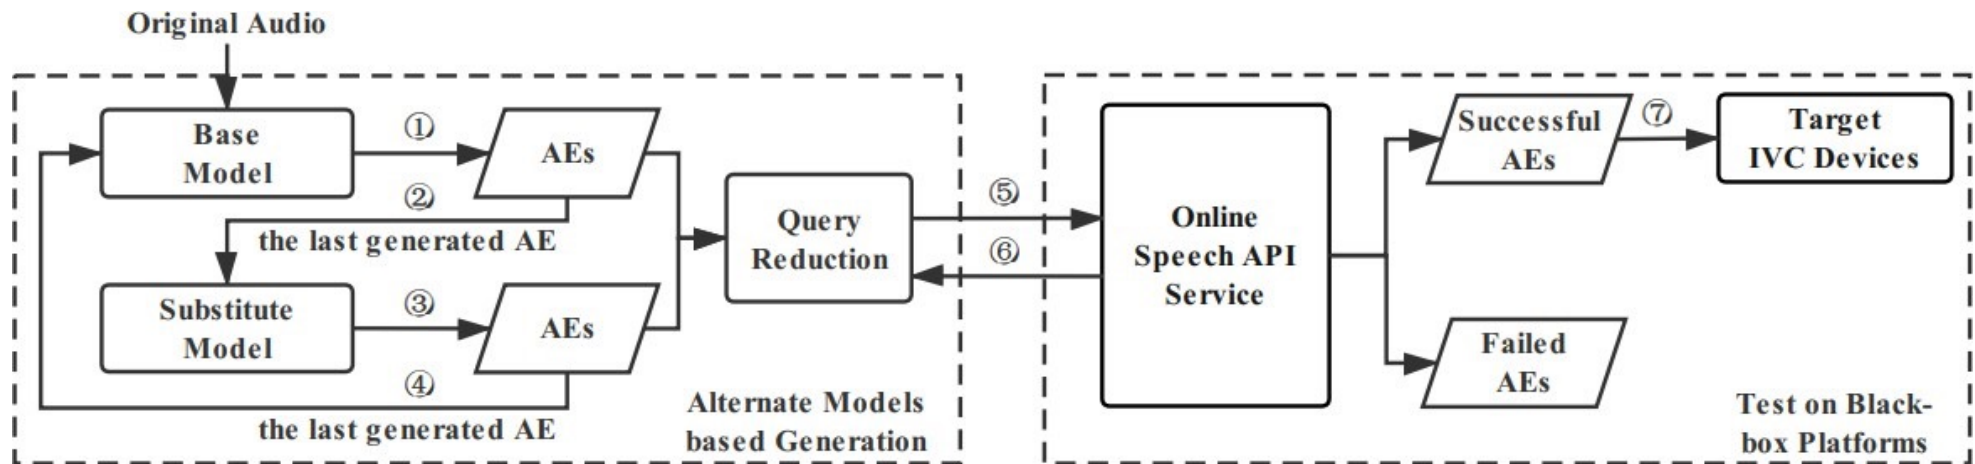 Original Audio
Base
Model
①
AEs
②
the last generated AE
Substitute
Model
③
AEs
④
the last generated AE
Query
Reduction
Alternate Models
based Generation
⑤
⑥
Online
Speech API
Service
Successful
AEs
⑦
Target
IVC Devices
Failed
AEs
Test on Black-
box Platforms